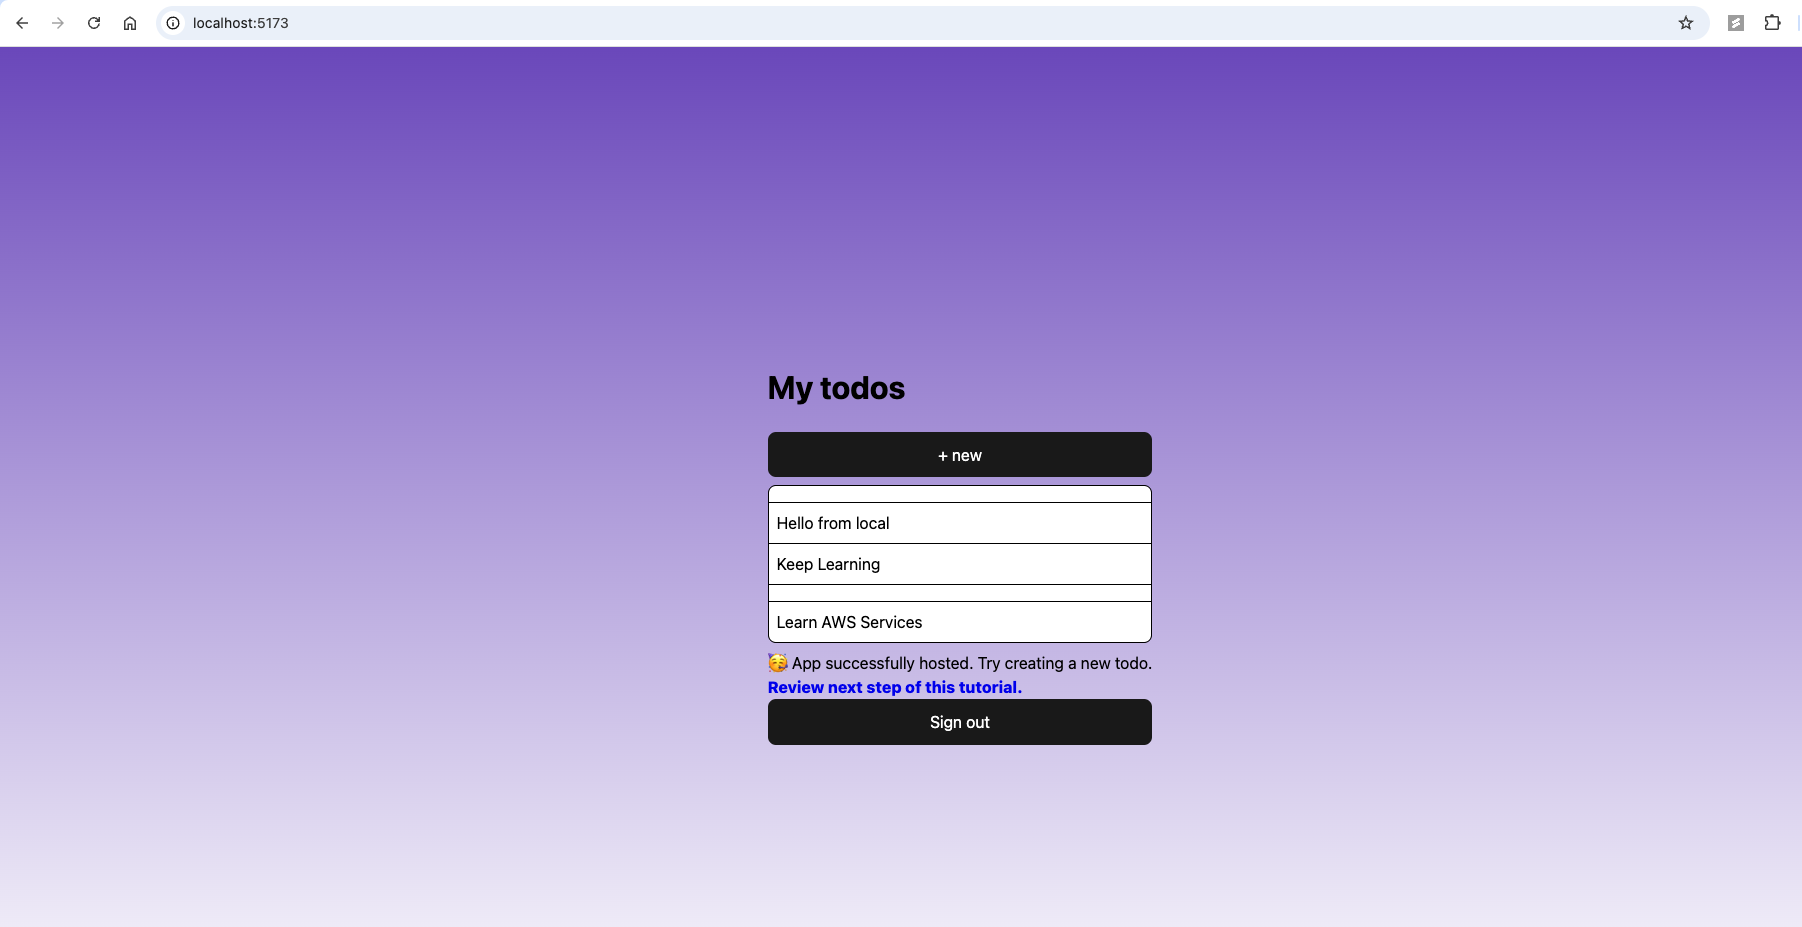 localhost:5173
My todos
+ new
Hello from local
Keep Learning
Learn AWS Services
🥳 App successfully hosted. Try creating a new todo.
Review next step of this tutorial.
Sign out